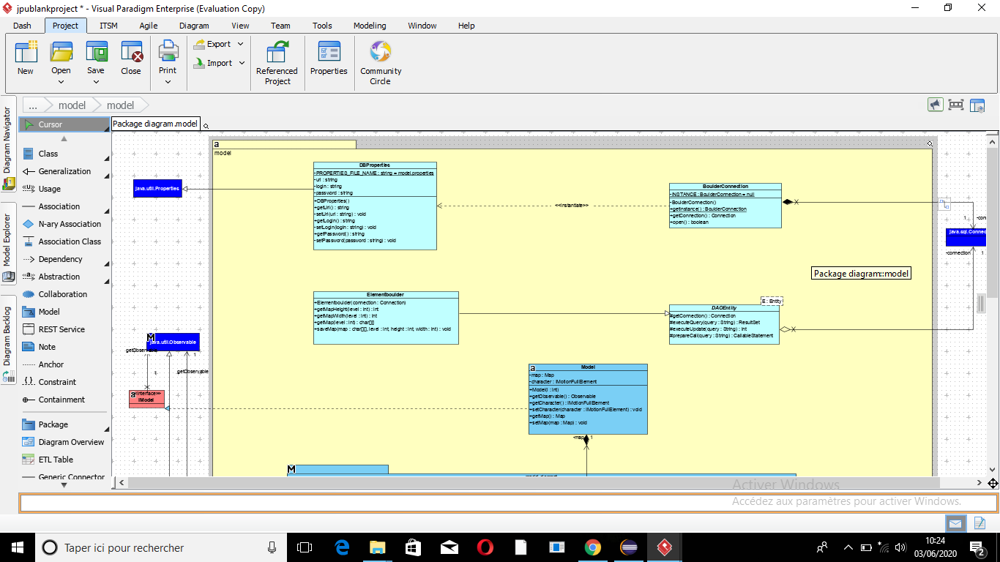 jpublankproject * - Visual Paradigm Enterprise (Evaluation Copy)
Dash Project ITSM Agile Diagram View Team Tools Modeling Window Help
New
Open
Save
Close
Print
Export
Import
Referenced
Project
Properties
Community
Circle
... model model
Diagram Navigator
Model Explorer
Diagram Backlog
Cursor
Class
Generalization
Usage
Association
N-ary Association
Association Class
Dependency
Abstraction
Collaboration
Model
REST Service
Note
Anchor
Constraint
Containment
Package
Diagram Overview
ETL Table
Generic Connector
Package diagram.model
a
model
java.util.Properties
DBProperties
-PROPERTIES_FILE_NAME : string = model.properties
-url : string
-login : string
-password : string
+DBProperties()
+getUrl() : string
-setUrl(url : string) : void
+getLogin() : string
-setLogin(login : string) : void
+getPassword() : string
-setPassword(password : string) : void
<<Instantiate>>
BoulderConnection
-INSTANCE : BoulderConnection = null
-BoulderConnection()
+getInstance() : BoulderConnection
+getConnection() : Connection
+open() : boolean
1
-con
java.sql.Connec
-connection 1
Package diagram::model
Elementboulder
+Elementboulder(connection : Connection)
+getMapHeight(level : int) : int
+getMapWidth(level : int) : int
+getMap(level : int) : char[][]
+saveMap(map : char[][], level : int, height : int, width : int) : void
E : Entity
DAOEntity
#getConnection() : Connection
#executeQuery(query : String) : ResultSet
#executeUpdate(query : String) : int
#prepareCall(query : String) : CallableStatement
M
java.util.Observable
getObservable
1
1
getObservable
a
<<Interface>>
IModel
a
Model
-map : Map
-character : IMotionFullElement
+Model() : int)
+getObservable() : Observable
+getCharacter() : IMotionFullElement
+setCharacter(character : IMotionFullElement) : void
+getMap() : Map
+setMap(map : Map) : void
-map 1
M
Activer Windows
Accédez aux paramètres pour activer Windows.
Taper ici pour rechercher
10:24
03/06/2020
2